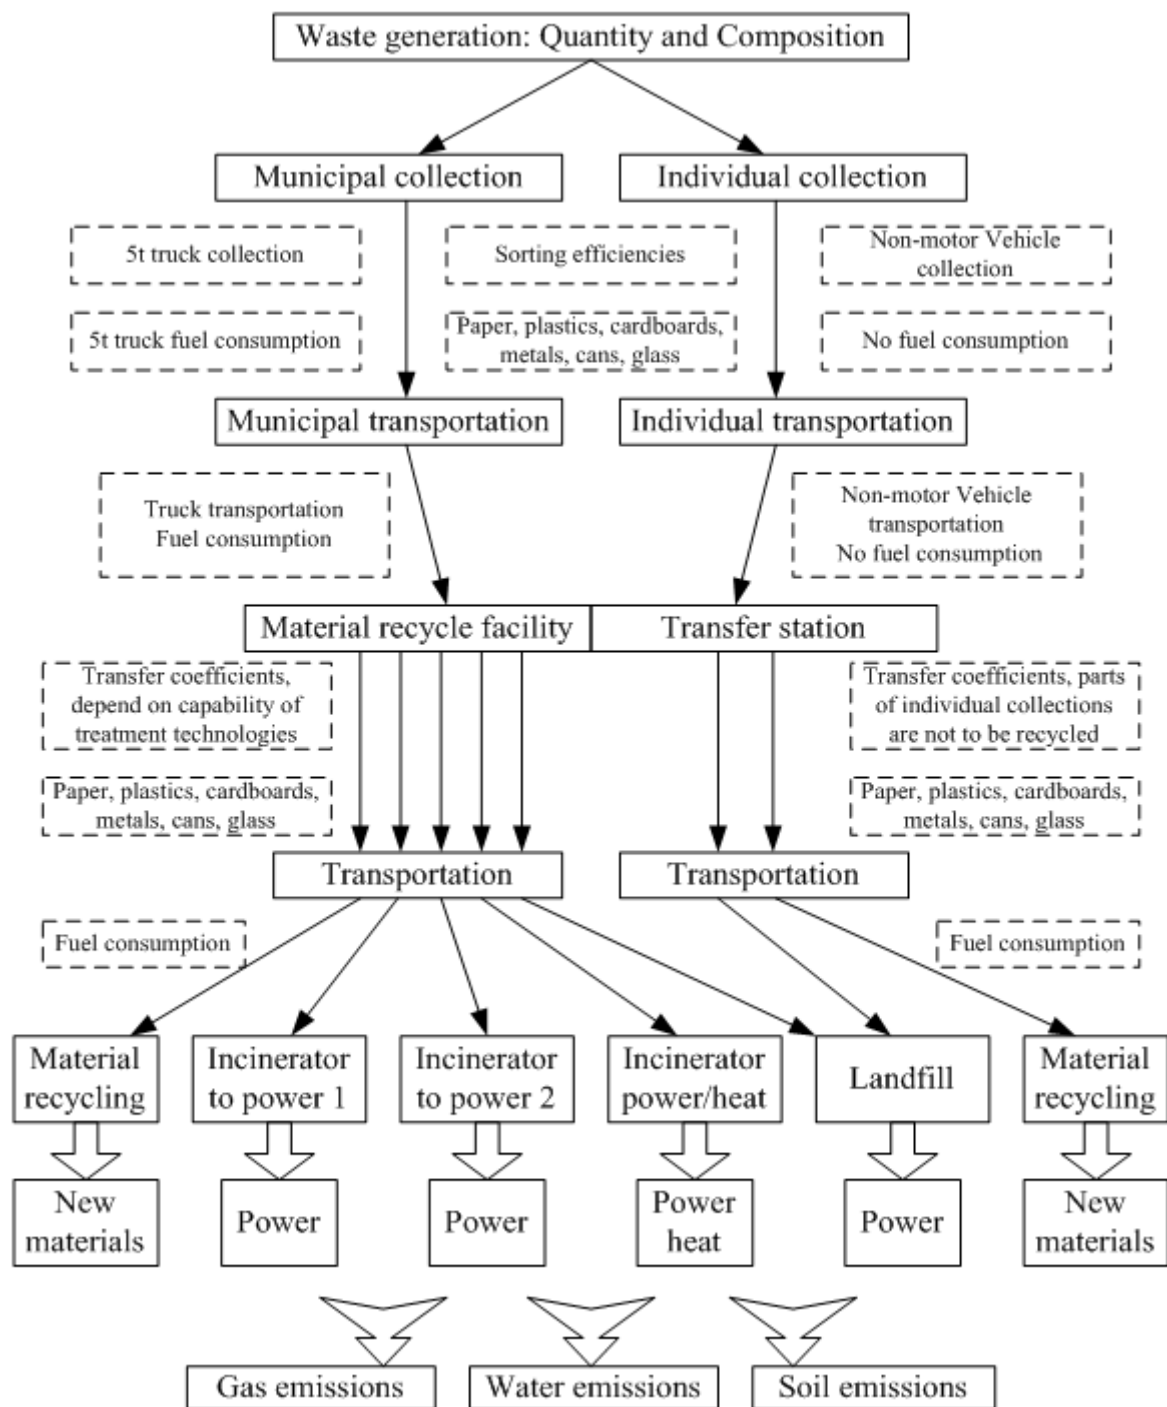 Waste generation: Quantity and Composition
Municipal collection
Individual collection
5t truck collection
Sorting efficiencies
Non-motor Vehicle
collection
5t truck fuel consumption
Paper, plastics, cardboards,
metals, cans, glass
No fuel consumption
Municipal transportation
Individual transportation
Truck transportation
Fuel consumption
Non-motor Vehicle
transportation
No fuel consumption
Material recycle facility
Transfer station
Transfer coefficients,
depend on capability of
treatment technologies
Transfer coefficients, parts
of individual collections
are not to be recycled
Paper, plastics, cardboards,
metals, cans, glass
Paper, plastics, cardboards,
metals, cans, glass
Transportation
Transportation
Fuel consumption
Fuel consumption
Material
recycling
Incinerator
to power 1
Incinerator
to power 2
Incinerator
power/heat
Landfill
Material
recycling
New
materials
Power
Power
Power
heat
Power
New
materials
Gas emissions
Water emissions
Soil emissions